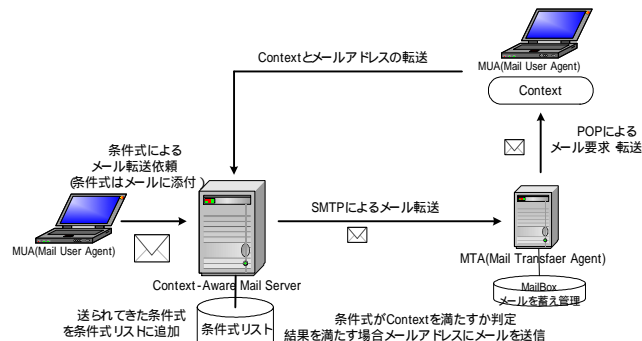 Contextとメールアドレスの転送
MUA(Mail User Agent)
Context
POPによる
メール要求・転送
条件式による
メール転送依頼
(条件式はメールに添付)
MUA(Mail User Agent)
SMTPによるメール転送
MTA(Mail Transfaer Agent)
MailBox
メールを蓄え管理
Context-Aware Mail Server
送られてきた条件式
を条件式リストに追加
条件式リスト
条件式がContextを満たすか判定
結果を満たす場合メールアドレスにメールを送信